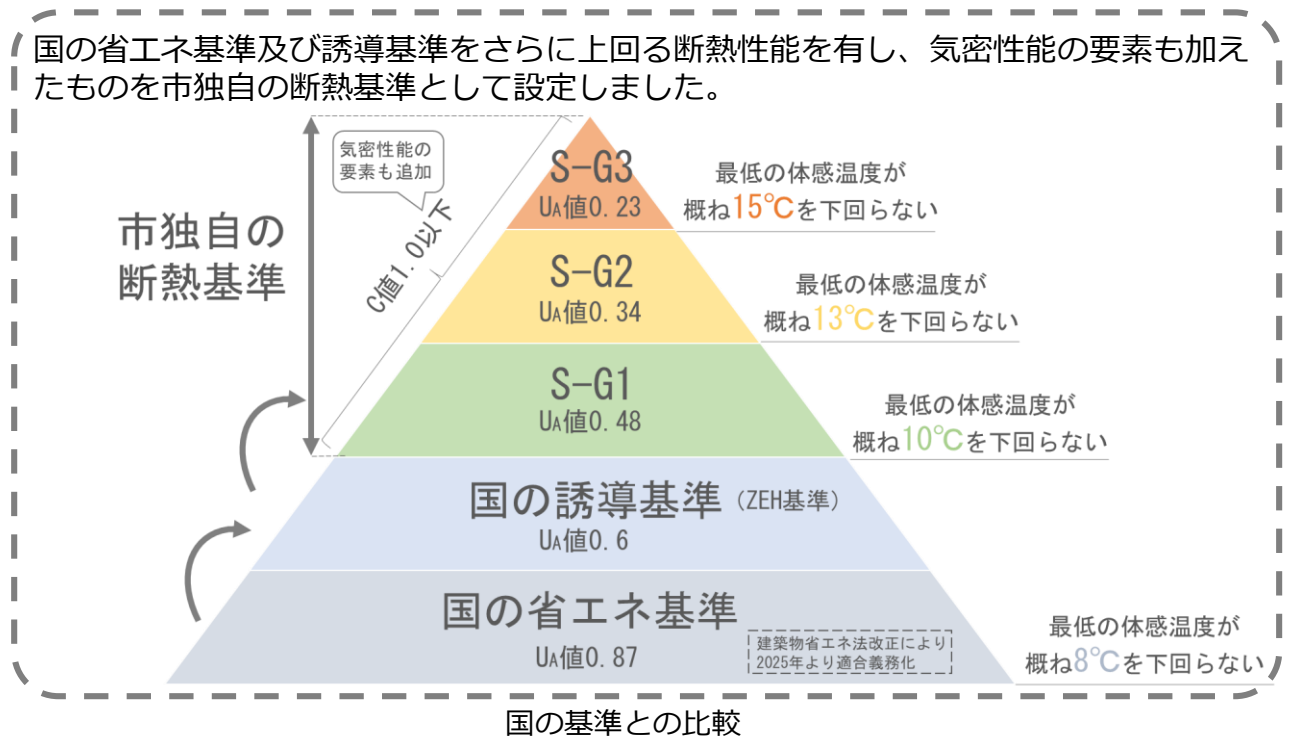 国の省エネ基準及び誘導基準をさらに上回る断熱性能を有し、気密性能の要素も加え
たものを市独自の断熱基準として設定しました。
気密性能の
要素も追加
市独自の
断熱基準
C値1.0以下
S-G3
UA値0.23
最低の体感温度が
概ね15℃を下回らない
S-G2
UA値0.34
最低の体感温度が
概ね13℃を下回らない
S-G1
UA値0.48
最低の体感温度が
概ね10℃を下回らない
国の誘導基準(ZEH基準)
UA値0.6
国の省エネ基準
UA値0.87
建築物省エネ法改正により
2025年より適合義務化
最低の体感温度が
概ね8℃を下回らない
国の基準との比較